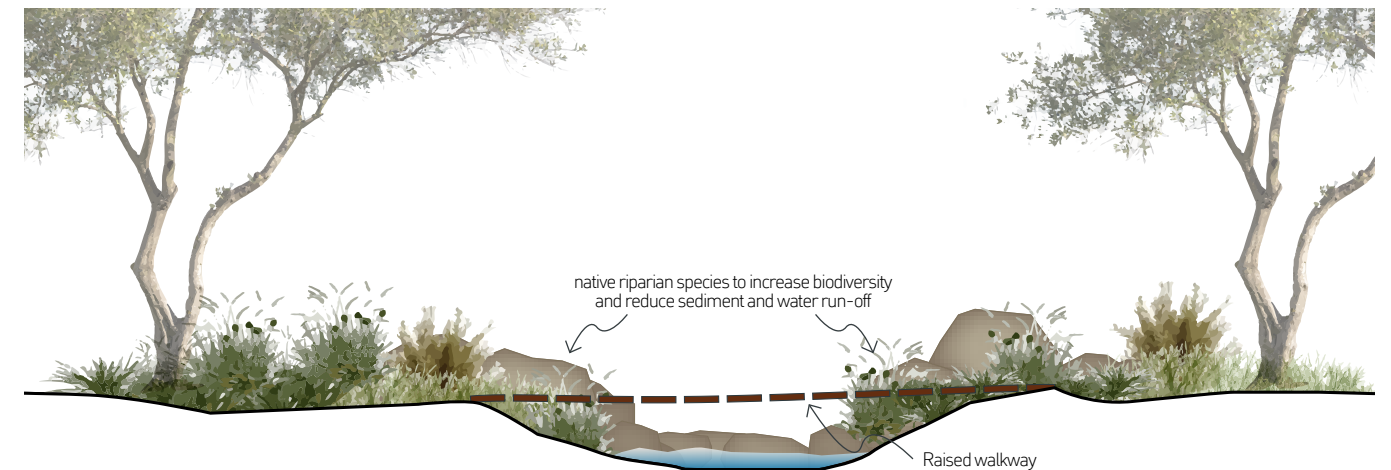 native riparian species to increase biodiversity
and reduce sediment and water run-off
Raised walkway